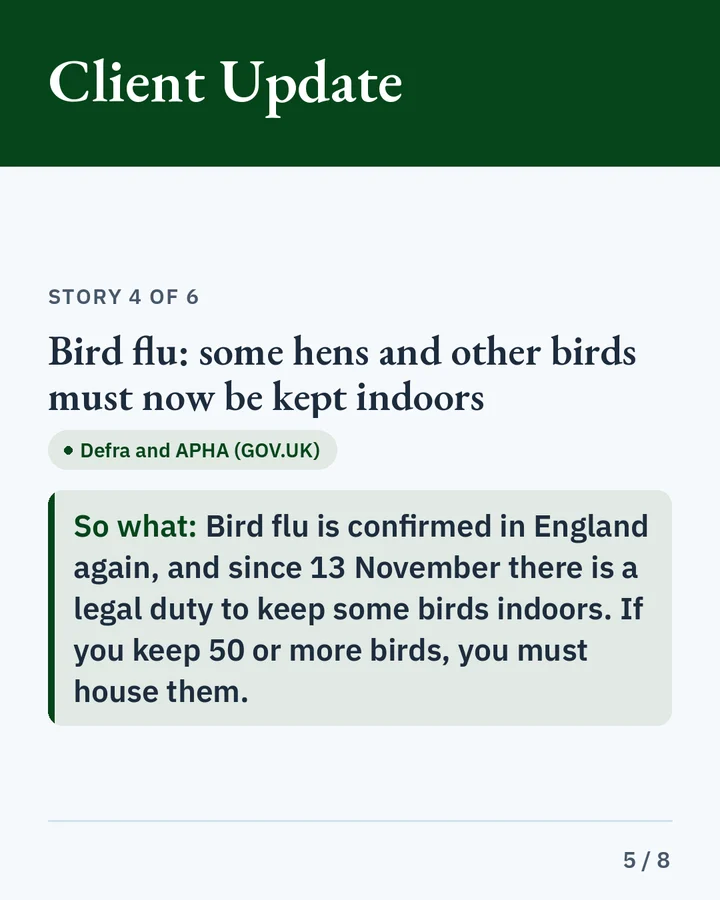 Client Update
STORY 4 OF 6
Bird flu: some hens and other birds
must now be kept indoors
Defra and APHA (GOV.UK)
So what: Bird flu is confirmed in England
again, and since 13 November there is a
legal duty to keep some birds indoors. If
you keep 50 or more birds, you must
house them.
5 / 8